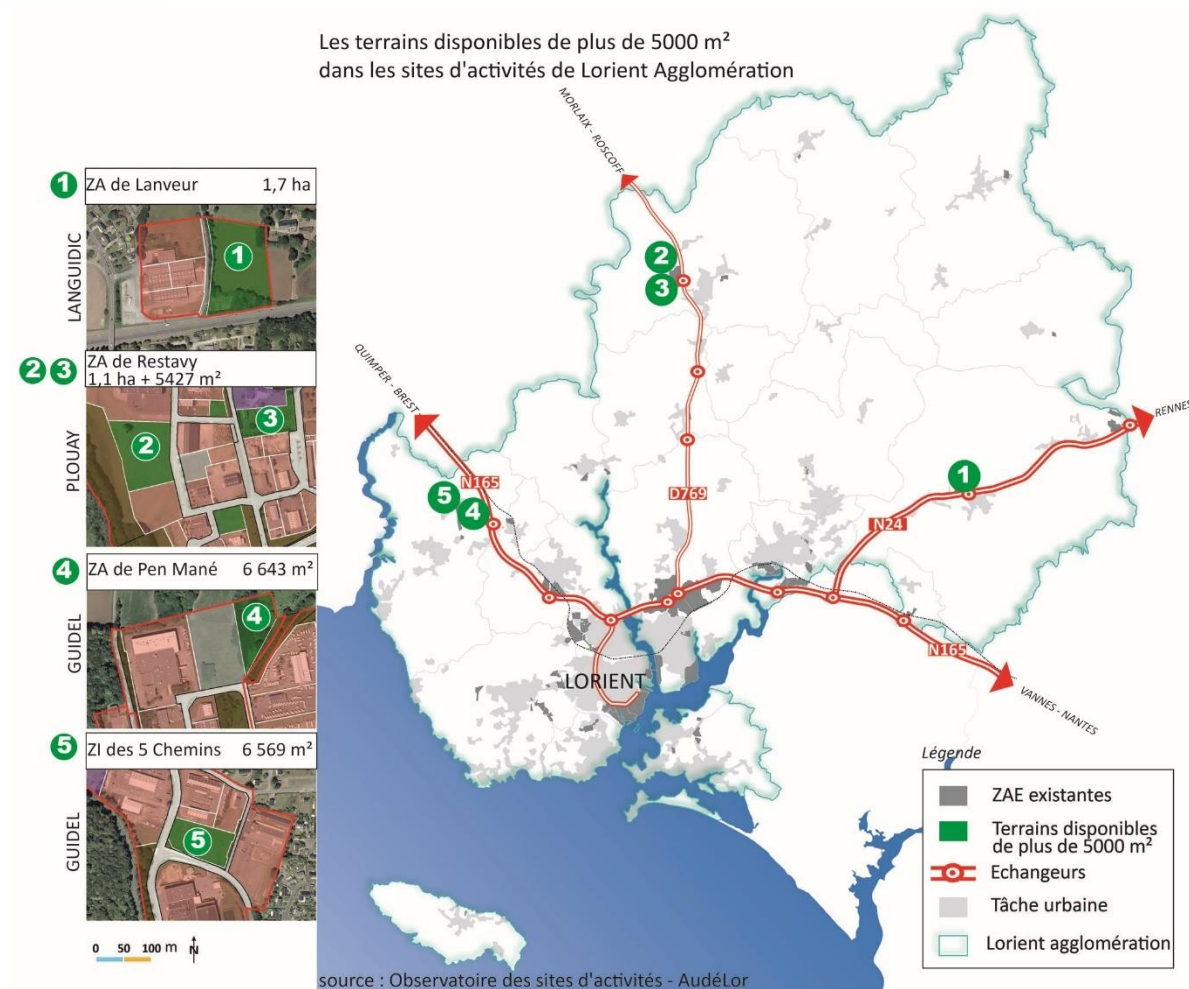 Les terrains disponibles de plus de 5000 m²
dans les sites d'activités de Lorient Agglomération
1 ZA de Lanveur 1,7 ha
LANGUIDIC
1
2 3 ZA de Restavy
1,1 ha + 5427 m²
PLOUAY
2
3
4 ZA de Pen Mané 6 643 m²
GUIDEL
4
5 ZI des 5 Chemins 6 569 m²
GUIDEL
5
0 50 100 m N
MORLAIX - ROSCOFF
2
3
QUIMPER - BREST
N165
5
4
D769
RENNES
1
N24
LORIENT
N165
VANNES - NANTES
Légende
ZAE existantes
Terrains disponibles
de plus de 5000 m²
Echangeurs
Tâche urbaine
Lorient agglomération
source : Observatoire des sites d'activités - AudéLor